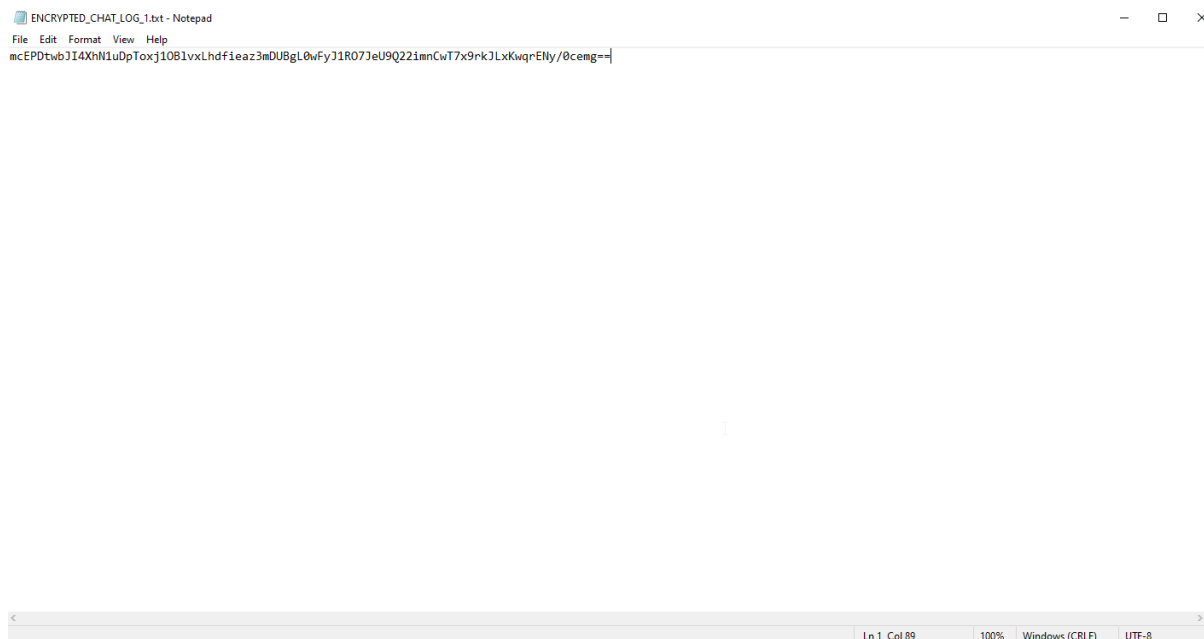 ENCRYPTED_CHAT_LOG_1.txt - Notepad
File Edit Format View Help
mcEPDtwbJI4XhN1uDpToxj1OBlvxLhdfieaz3mDUBgL0wFyJ1RO7JeU9Q22imnCwT7x9rkJLxKwqrENy/0cemg==
Ln 1, Col 89 100% Windows (CRLF) UTF-8